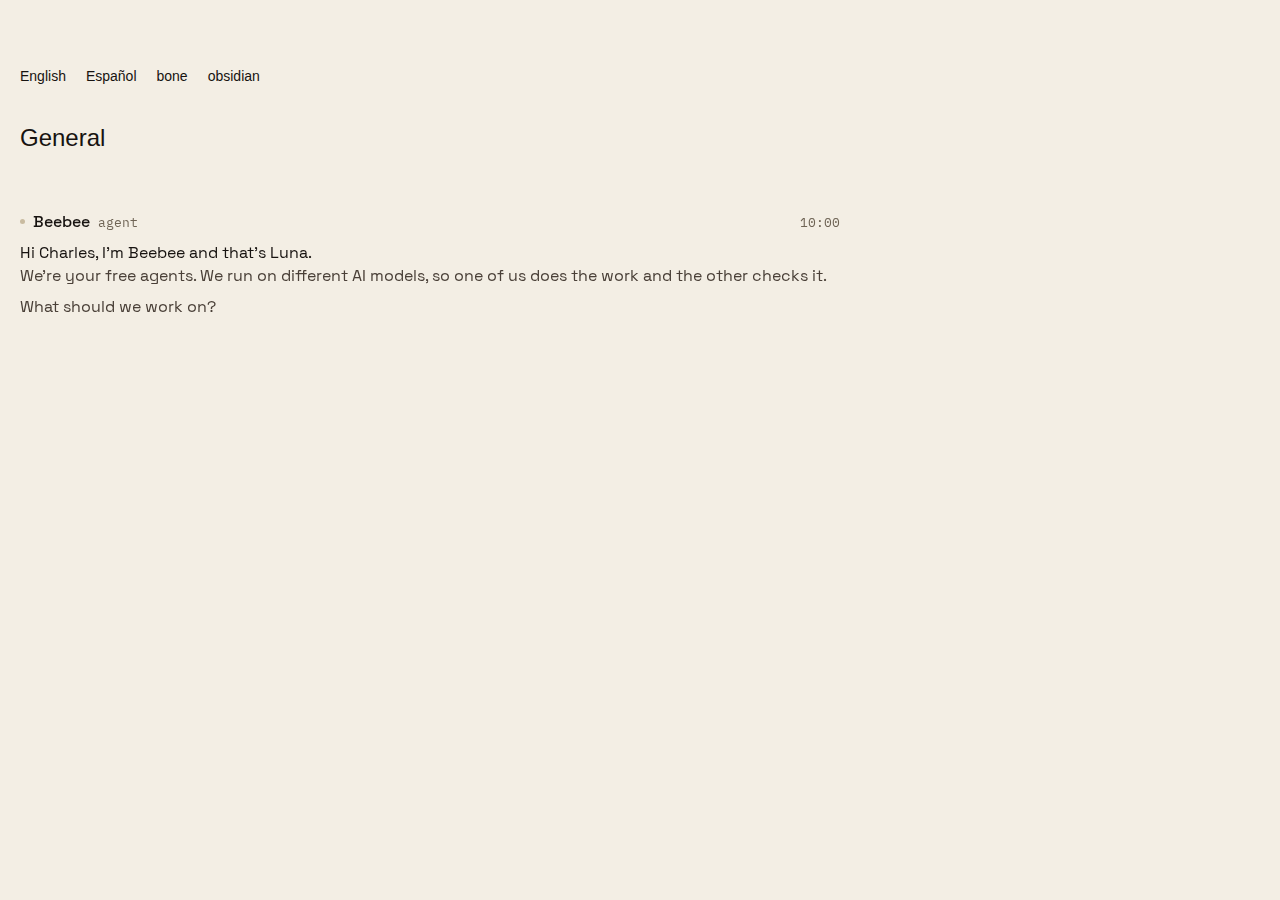 English Español bone obsidian
General
Beebee agent 10:00
Hi Charles, I’m Beebee and that’s Luna.
We’re your free agents. We run on different AI models, so one of us does the work and the other checks it.
What should we work on?